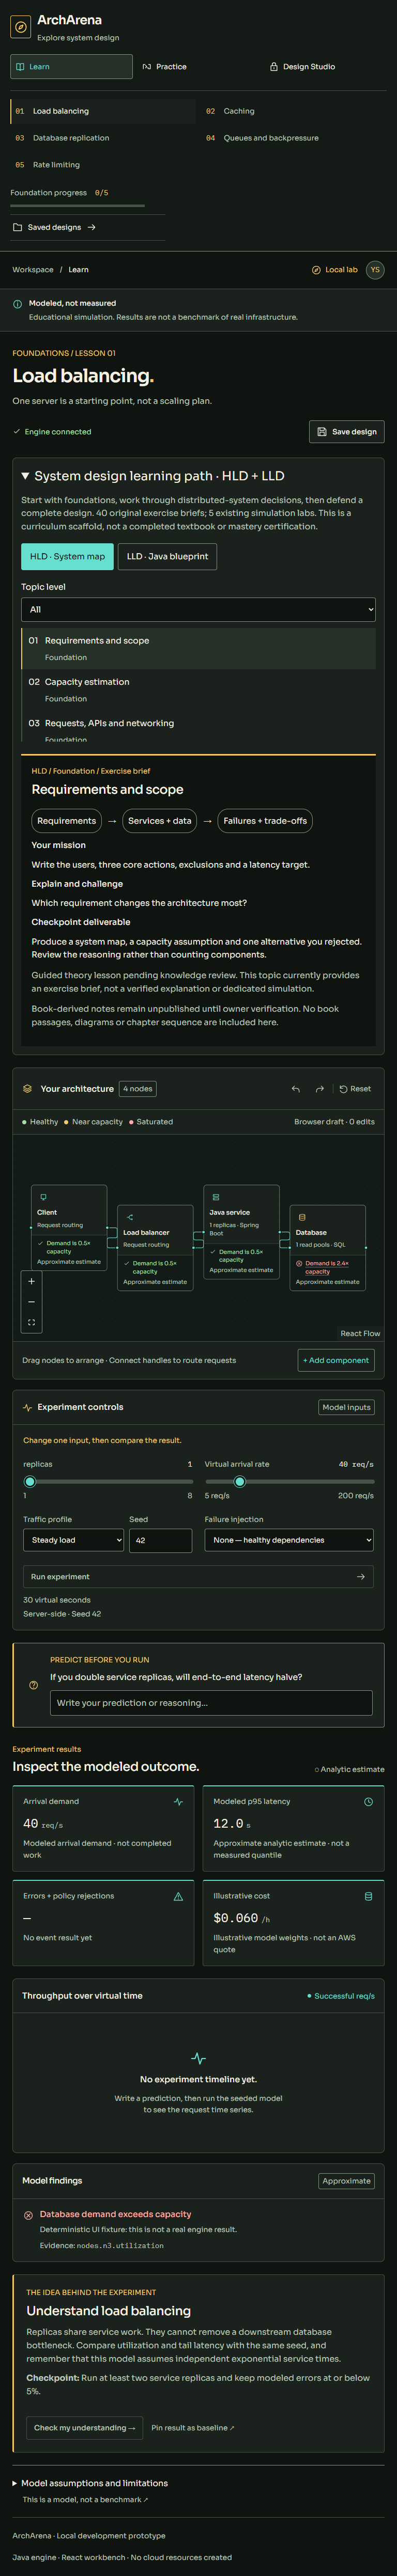 ArchArena
Explore system design
Learn
Practice
Design Studio
01 Load balancing
02 Caching
03 Database replication
04 Queues and backpressure
05 Rate limiting
Foundation progress 0/5
Saved designs →
Workspace / Learn
Local lab YS
Modeled, not measured
Educational simulation. Results are not a benchmark of real infrastructure.
FOUNDATIONS / LESSON 01
Load balancing.
One server is a starting point, not a scaling plan.
Engine connected
Save design
▼ System design learning path · HLD + LLD
Start with foundations, work through distributed-system decisions, then defend a
complete design. 40 original exercise briefs; 5 existing simulation labs. This is a
curriculum scaffold, not a completed textbook or mastery certification.
HLD · System map
LLD · Java blueprint
Topic level
All
01 Requirements and scope
Foundation
02 Capacity estimation
Foundation
03 Requests, APIs and networking
Foundation
HLD / Foundation / Exercise brief
Requirements and scope
Requirements → Services + data → Failures + trade-offs
Your mission
Write the users, three core actions, exclusions and a latency target.
Explain and challenge
Which requirement changes the architecture most?
Checkpoint deliverable
Produce a system map, a capacity assumption and one alternative you rejected.
Review the reasoning rather than counting components.
Guided theory lesson pending knowledge review. This topic currently provides
an exercise brief, not a verified explanation or dedicated simulation.
Book-derived notes remain unpublished until owner verification. No book
passages, diagrams or chapter sequence are included here.
Your architecture 4 nodes
Reset
Healthy Near capacity Saturated
Browser draft · 0 edits
Client
Request routing
Demand is 0.5×
capacity
Approximate estimate
Load balancer
Request routing
Demand is 0.5×
capacity
Approximate estimate
Java service
1 replicas · Spring
Boot
Demand is 0.5×
capacity
Approximate estimate
Database
1 read pools · SQL
Demand is 2.4×
capacity
Approximate estimate
React Flow
Drag nodes to arrange · Connect handles to route requests
+ Add component
Experiment controls
Model inputs
Change one input, then compare the result.
replicas 1
1 8
Virtual arrival rate 40 req/s
5 req/s 200 req/s
Traffic profile
Steady load
Seed
42
Failure injection
None — healthy dependencies
Run experiment →
30 virtual seconds
Server-side · Seed 42
PREDICT BEFORE YOU RUN
If you double service replicas, will end-to-end latency halve?
Write your prediction or reasoning...
Experiment results
Inspect the modeled outcome.
○ Analytic estimate
Arrival demand
40 req/s
Modeled arrival demand · not completed
work
Modeled p95 latency
12.0 s
Approximate analytic estimate · not a
measured quantile
Errors + policy rejections
—
No event result yet
Illustrative cost
$0.060 /h
Illustrative model weights · not an AWS
quote
Throughput over virtual time
Successful req/s
No experiment timeline yet.
Write a prediction, then run the seeded model
to see the request time series.
Model findings
Approximate
Database demand exceeds capacity
Deterministic UI fixture: this is not a real engine result.
Evidence: nodes.n3.utilization
THE IDEA BEHIND THE EXPERIMENT
Understand load balancing
Replicas share service work. They cannot remove a downstream database
bottleneck. Compare utilization and tail latency with the same seed, and
remember that this model assumes independent exponential service times.
Checkpoint: Run at least two service replicas and keep modeled errors at or below
5%.
Check my understanding →
Pin result as baseline ↗
▶ Model assumptions and limitations
This is a model, not a benchmark ↗
ArchArena · Local development prototype
Java engine · React workbench · No cloud resources created